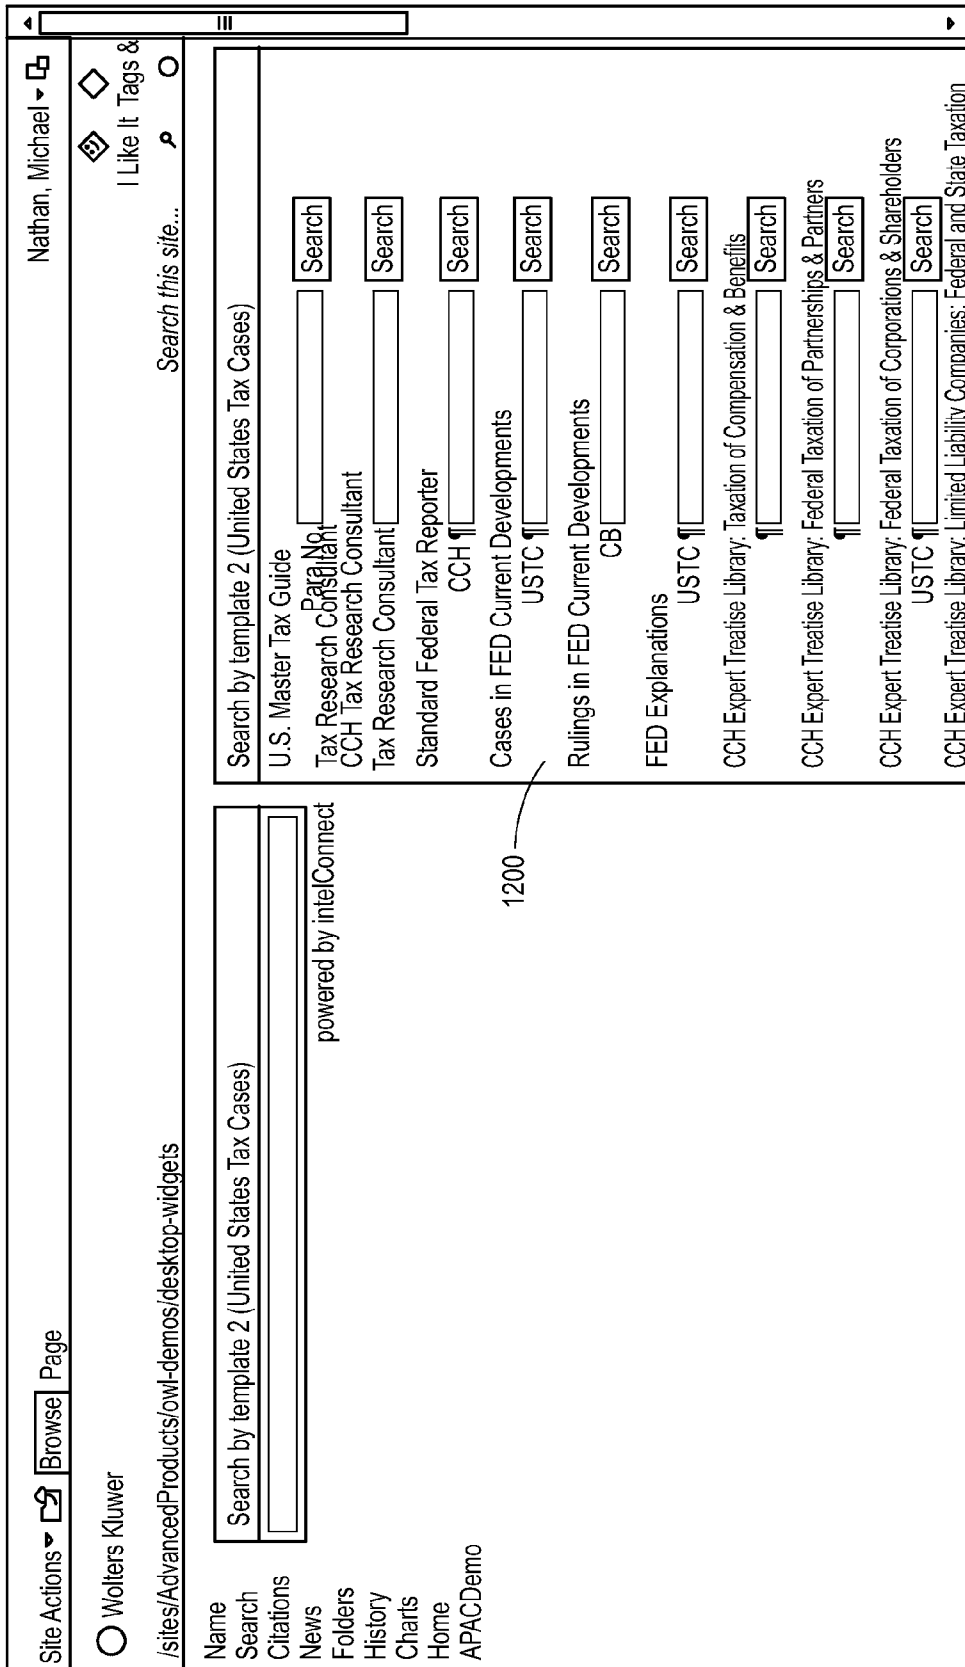 Site Actions Browse Page Nathan, Michael
Wolters Kluwer
I Like It Tags &
/sites/AdvancedProducts/owl-demos/desktop-widgets Search this site...
Name
Search
Citations
News
Folders
History
Charts
Home
APACDemo
Search by template 2 (United States Tax Cases)
powered by intelConnect
1200
Search by template 2 (United States Tax Cases)
U.S. Master Tax Guide
Para No. Search
Tax Research Consultant
CCH Tax Research Consultant
Tax Research Consultant Search
Standard Federal Tax Reporter
CCH ¶ Search
Cases in FED Current Developments
USTC ¶ Search
Rulings in FED Current Developments
CB Search
FED Explanations
USTC ¶ Search
CCH Expert Treatise Library: Taxation of Compensation & Benefits
¶ Search
CCH Expert Treatise Library: Federal Taxation of Partnerships & Partners
¶ Search
CCH Expert Treatise Library: Federal Taxation of Corporations & Shareholders
USTC ¶ Search
CCH Expert Treatise Library: Limited Liability Companies: Federal and State Taxation